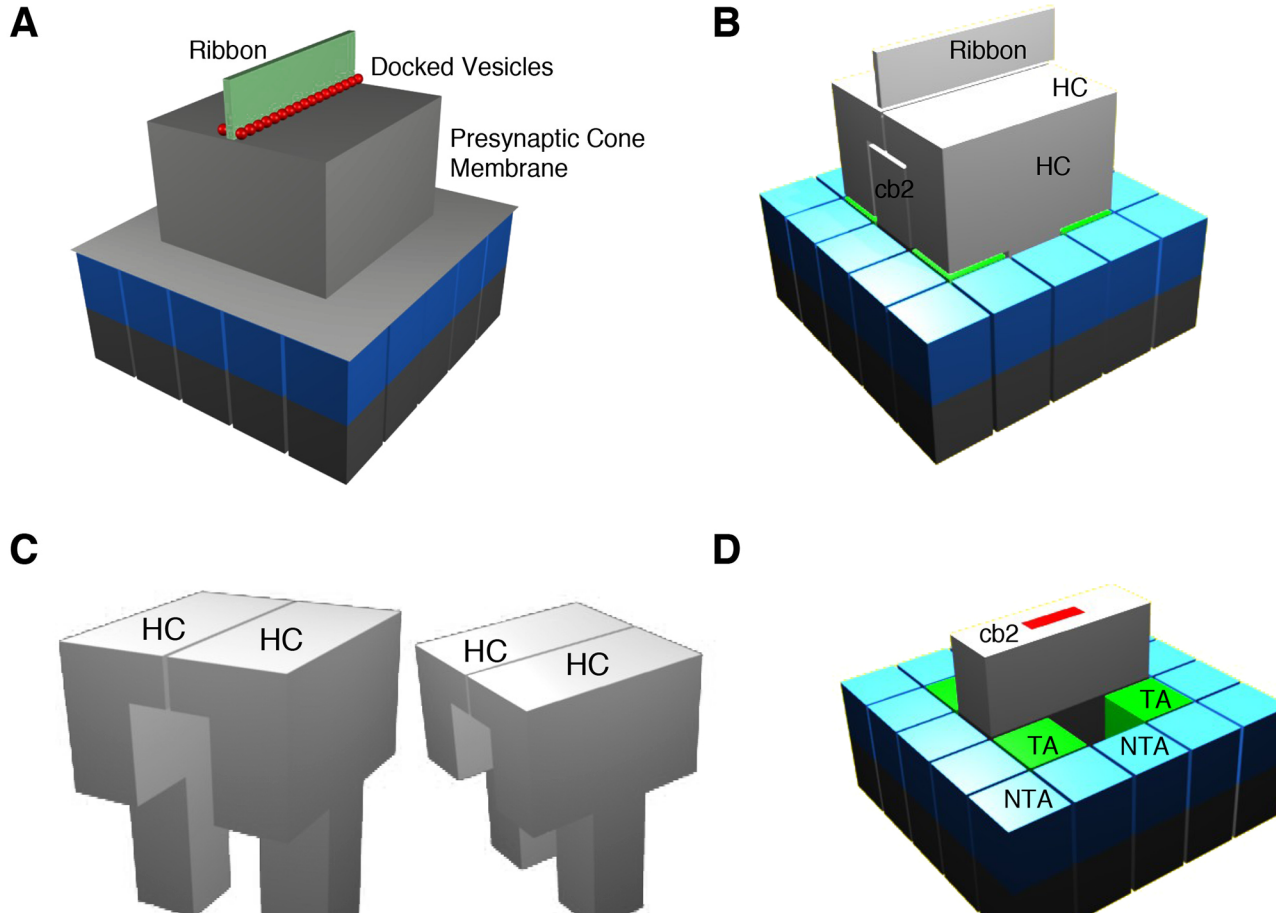 A
Ribbon
Docked Vesicles
Presynaptic Cone
Membrane
B
Ribbon
HC
HC
cb2
C
HC
HC
HC
HC
D
cb2
TA
TA
NTA
NTA